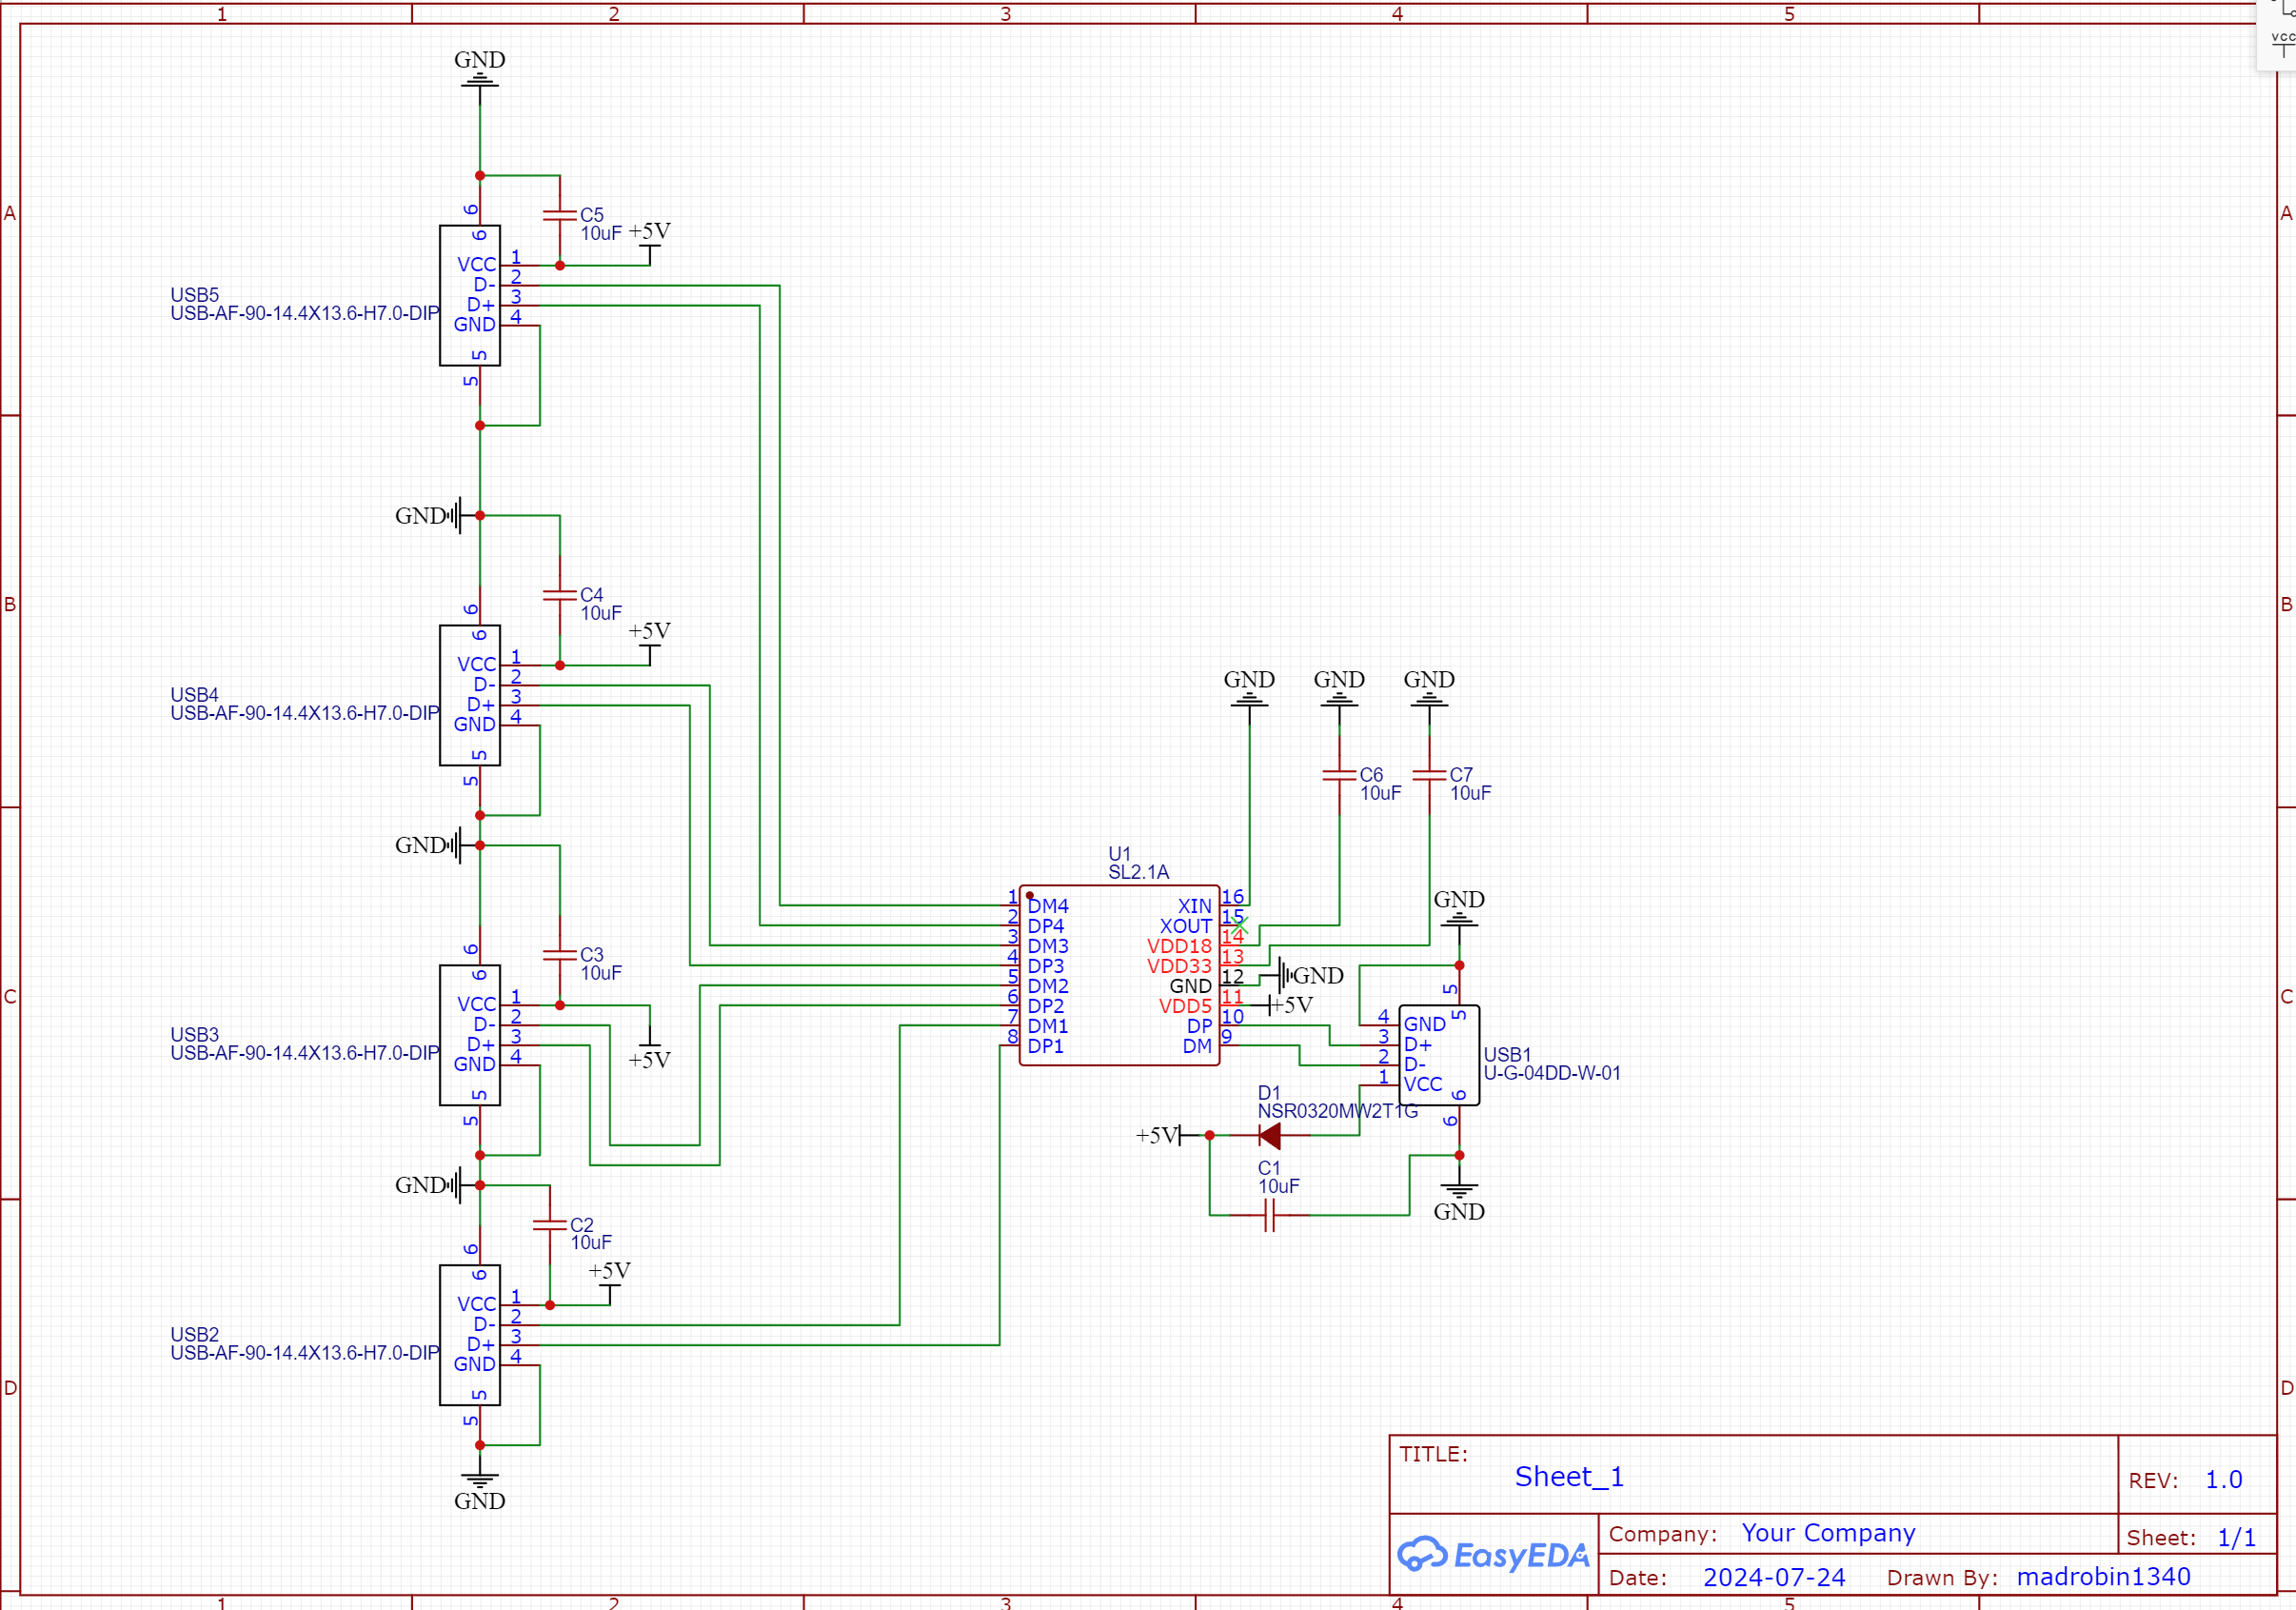 1 2 3 4 5
VCC
GND
A
A
6
6
C5
10uF
+5V
VCC 1
D- 2
D+ 3
GND 4
5
5
USB5
USB-AF-90-14.4X13.6-H7.0-DIP
GND
B
B
6
6
C4
10uF
+5V
VCC 1
D- 2
D+ 3
GND 4
5
5
USB4
USB-AF-90-14.4X13.6-H7.0-DIP
GND
GND
GND
GND
C6
10uF
C7
10uF
C
C
6
6
C3
10uF
+5V
VCC 1
D- 2
D+ 3
GND 4
5
5
USB3
USB-AF-90-14.4X13.6-H7.0-DIP
U1
SL2.1A
1 DM4 XIN 16
2 DP4 XOUT 15
3 DM3 VDD18 14
4 DP3 VDD33 13
5 DM2 GND 12
6 DP2 VDD5 11
7 DM1 DP 10
8 DP1 DM 9
GND
+5V
GND
5
5
4 GND
3 D+
2 D-
1 VCC
6
6
USB1
U-G-04DD-W-01
D1
NSR0320MW2T1G
+5V
C1
10uF
GND
GND
D
D
6
6
C2
10uF
+5V
VCC 1
D- 2
D+ 3
GND 4
5
5
USB2
USB-AF-90-14.4X13.6-H7.0-DIP
GND
TITLE:
Sheet_1
REV: 1.0
EasyEDA
Company: Your Company
Sheet: 1/1
Date: 2024-07-24 Drawn By: madrobin1340
1 2 3 4 5